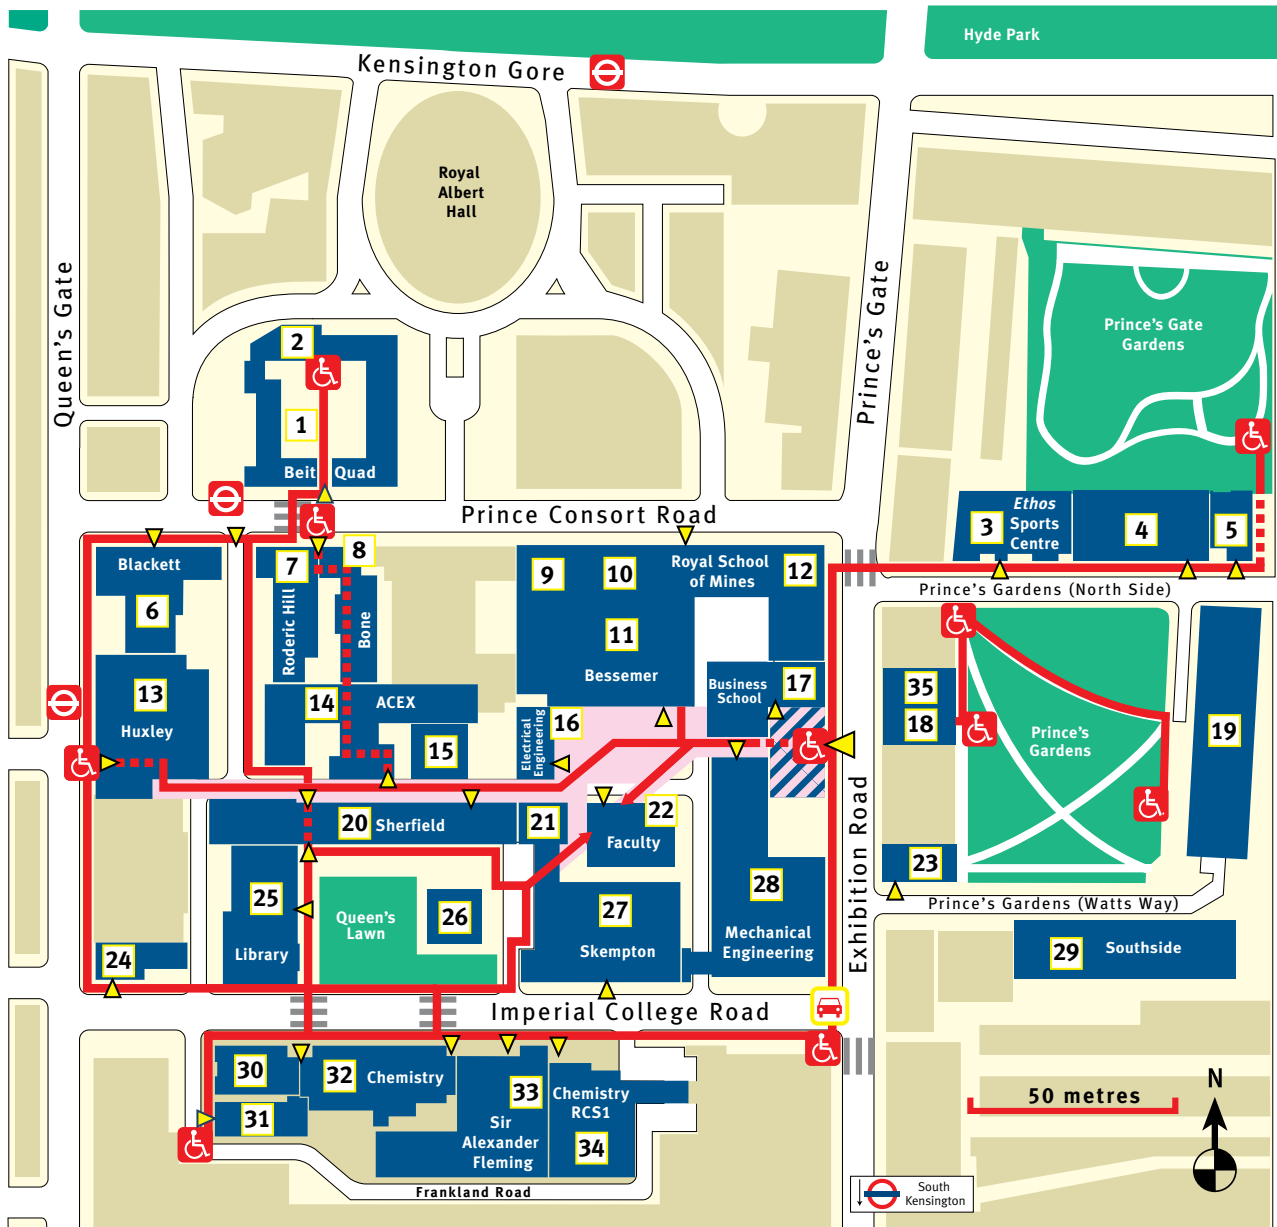 Hyde Park
Kensington Gore
Royal
Albert
Hall
Queen's Gate
Prince's Gate
Prince's Gate
Gardens
2
1
Beit Quad
Prince Consort Road
Ethos
Sports
Centre
3
4
5
Prince's Gardens (North Side)
Blackett
6
7
8
Roderic Hill
Bone
9
10
Royal School
of Mines
12
11
Bessemer
13
Huxley
14
ACEX
15
Electrical
Engineering
16
Business
School
17
35
18
Prince's
Gardens
19
20
Sherfield
21
22
Faculty
23
Prince's Gardens (Watts Way)
Exhibition Road
24
25
Library
Queen's
Lawn
26
27
Skempton
28
Mechanical
Engineering
29
Southside
Imperial College Road
30
31
32
Chemistry
33
Sir
Alexander
Fleming
Chemistry
RCS1
34
Frankland Road
50 metres
N
South
Kensington